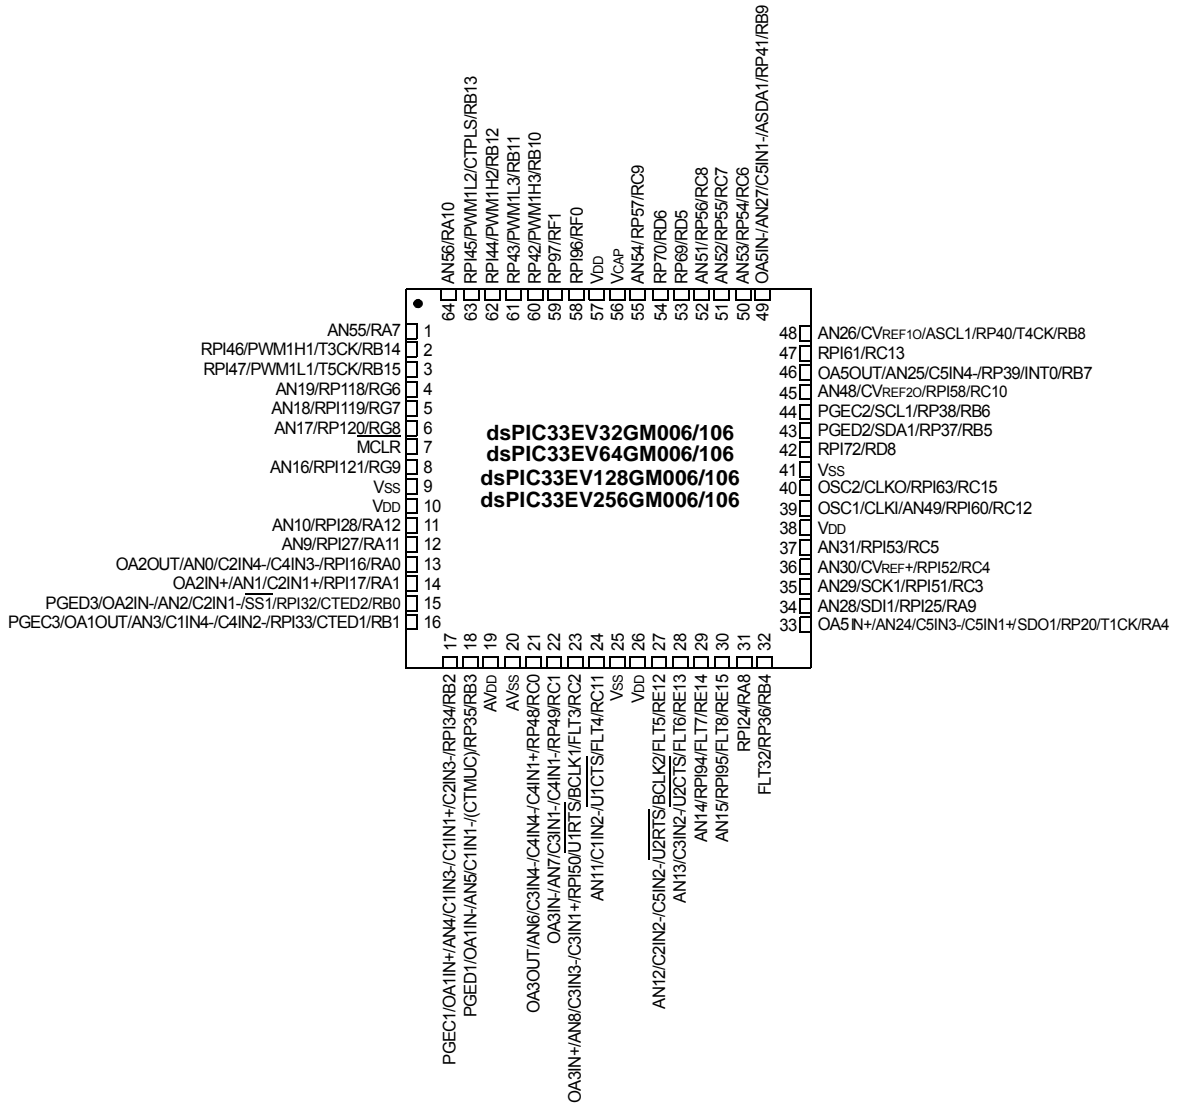 OA5IN-/AN27/C5IN1-/ASDA1/RP41/RB9
AN53/RP54/RC6
AN52/RP55/RC7
AN51/RP56/RC8
RP69/RD5
RP70/RD6
AN54/RP57/RC9
VCAP
VDD
RPI96/RF0
RP97/RF1
RP42/PWM1H3/RB10
RP43/PWM1L3/RB11
RPI44/PWM1H2/RB12
RPI45/PWM1L2/CTPLS/RB13
AN56/RA10
64 63 62 61 60 59 58 57 56 55 54 53 52 51 50 49
AN55/RA7 1
RPI46/PWM1H1/T3CK/RB14 2
RPI47/PWM1L1/T5CK/RB15 3
AN19/RP118/RG6 4
AN18/RPI119/RG7 5
AN17/RP120/RG8 6
MCLR 7
AN16/RPI121/RG9 8
VSS 9
VDD 10
AN10/RPI28/RA12 11
AN9/RPI27/RA11 12
OA2OUT/AN0/C2IN4-/C4IN3-/RPI16/RA0 13
OA2IN+/AN1/C2IN1+/RPI17/RA1 14
PGED3/OA2IN-/AN2/C2IN1-/SS1/RPI32/CTED2/RB0 15
PGEC3/OA1OUT/AN3/C1IN4-/C4IN2-/RPI33/CTED1/RB1 16
dsPIC33EV32GM006/106
dsPIC33EV64GM006/106
dsPIC33EV128GM006/106
dsPIC33EV256GM006/106
48 AN26/CVREF1O/ASCL1/RP40/T4CK/RB8
47 RPI61/RC13
46 OA5OUT/AN25/C5IN4-/RP39/INT0/RB7
45 AN48/CVREF2O/RPI58/RC10
44 PGEC2/SCL1/RP38/RB6
43 PGED2/SDA1/RP37/RB5
42 RPI72/RD8
41 VSS
40 OSC2/CLKO/RPI63/RC15
39 OSC1/CLKI/AN49/RPI60/RC12
38 VDD
37 AN31/RPI53/RC5
36 AN30/CVREF+/RPI52/RC4
35 AN29/SCK1/RPI51/RC3
34 AN28/SDI1/RPI25/RA9
33 OA5IN+/AN24/C5IN3-/C5IN1+/SDO1/RP20/T1CK/RA4
17 18 19 20 21 22 23 24 25 26 27 28 29 30 31 32
PGEC1/OA1IN+/AN4/C1IN3-/C1IN1+/C2IN3-/RPI34/RB2
PGED1/OA1IN-/AN5/C1IN1-/(CTMUC)/RP35/RB3
AVDD
AVSS
OA3OUT/AN6/C3IN4-/C4IN4-/C4IN1+/RP48/RC0
OA3IN-/AN7/C3IN1-/C4IN1-/RP49/RC1
OA3IN+/AN8/C3IN3-/C3IN1+/RPI50/U1RTS/BCLK1/FLT3/RC2
AN11/C1IN2-/U1CTS/FLT4/RC11
VSS
VDD
AN12/C2IN2-/C5IN2-/U2RTS/BCLK2/FLT5/RE12
AN13/C3IN2-/U2CTS/FLT6/RE13
AN14/RPI94/FLT7/RE14
AN15/RPI95/FLT8/RE15
RPI24/RA8
FLT32/RP36/RB4